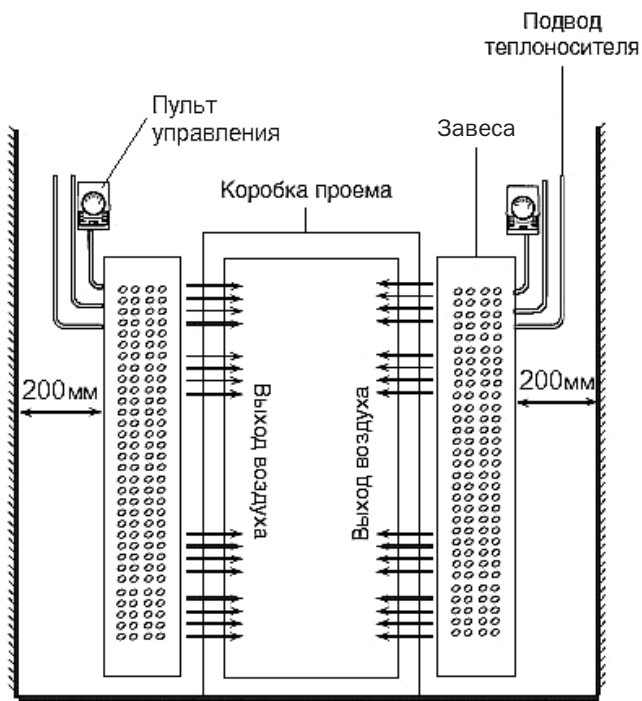 Подвод
теплоносителя
Пульт
управления
Завеса
Коробка проема
200мм
200мм
Выход воздуха
Выход воздуха